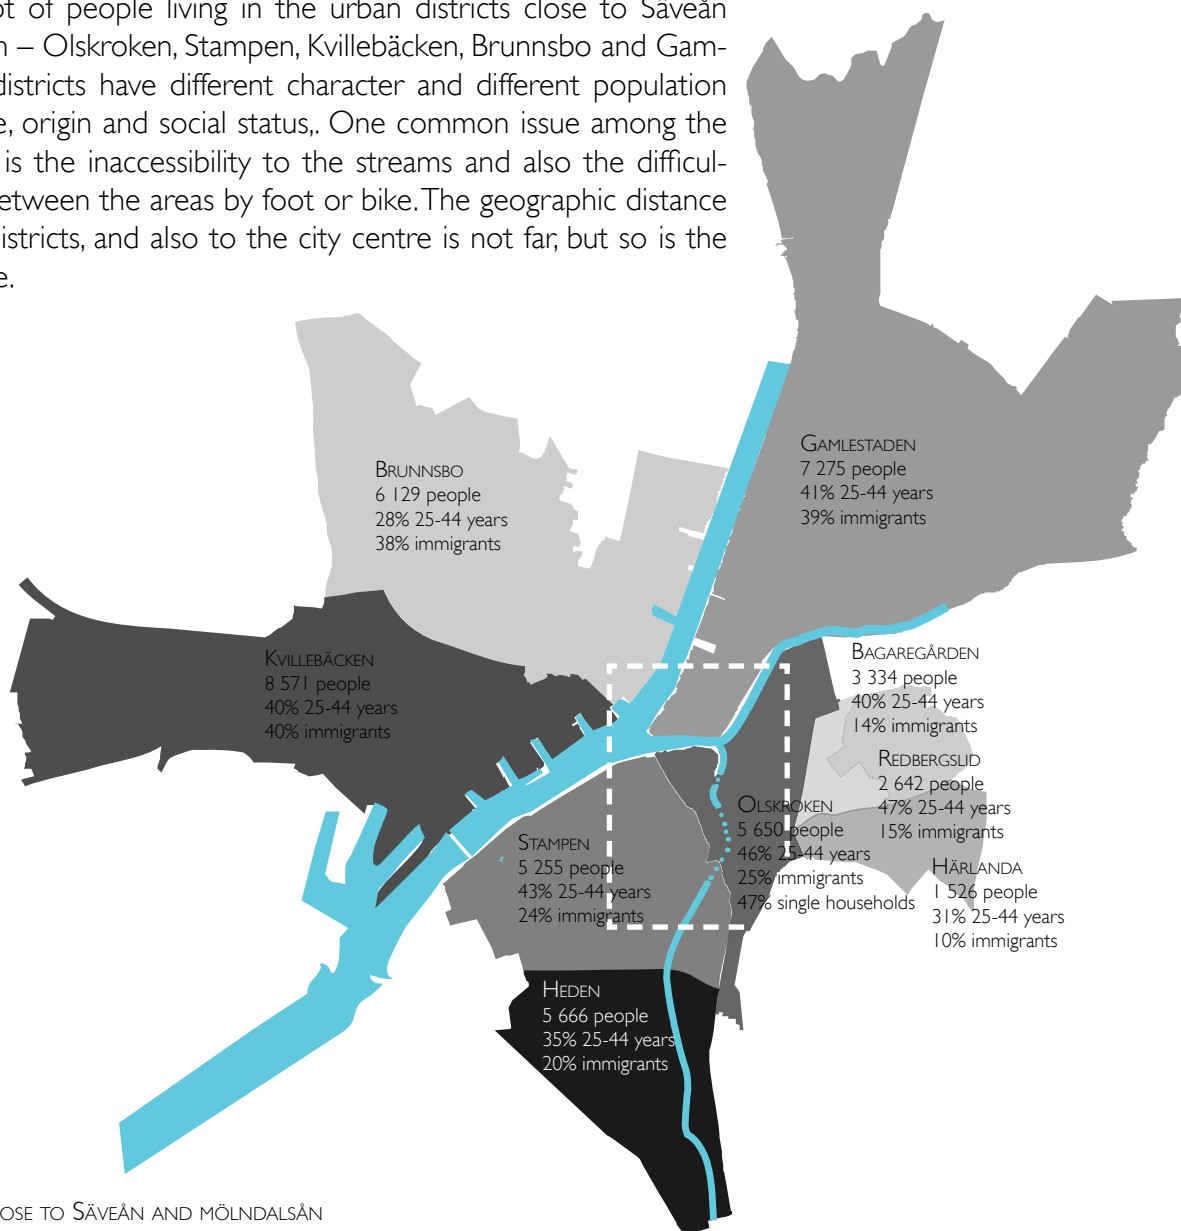 ot of people living in the urban districts close to Säveån
n – Olskroken, Stampen, Kvillebäcken, Brunnsbo and Gam-
districts have different character and different population
e, origin and social status,. One common issue among the
is the inaccessibility to the streams and also the difficul-
between the areas by foot or bike. The geographic distance
districts, and also to the city centre is not far, but so is the
e.
GAMLESTADEN
7 275 people
41% 25-44 years
39% immigrants
BRUNNSBO
6 129 people
28% 25-44 years
38% immigrants
KVILLEBÄCKEN
8 571 people
40% 25-44 years
40% immigrants
BAGAREGÅRDEN
3 334 people
40% 25-44 years
14% immigrants
REDBERGSLID
2 642 people
47% 25-44 years
15% immigrants
OLSKROKEN
5 650 people
46% 25-44 years
25% immigrants
47% single households
STAMPEN
5 255 people
43% 25-44 years
24% immigrants
HÄRLANDA
1 526 people
31% 25-44 years
10% immigrants
HEDEN
5 666 people
35% 25-44 years
20% immigrants
OSE TO SÄVEÅN AND MÖLNDALSÅN